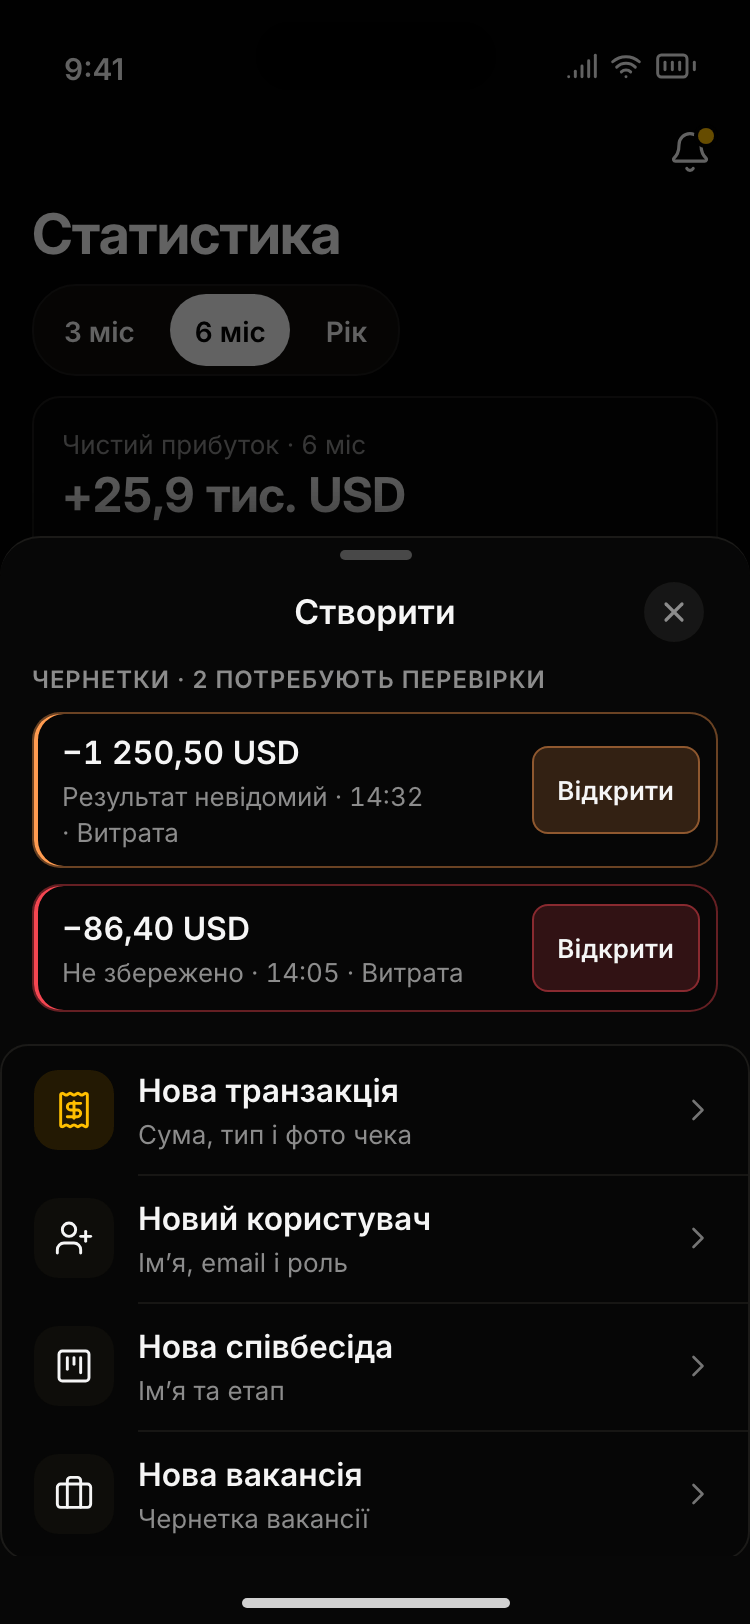 9:41
Статистика
3 міс
6 міс
Рік
Чистий прибуток · 6 міс
+25,9 тис. USD
Створити
ЧЕРНЕТКИ · 2 ПОТРЕБУЮТЬ ПЕРЕВІРКИ
−1 250,50 USD
Результат невідомий · 14:32
· Витрата
Відкрити
−86,40 USD
Не збережено · 14:05 · Витрата
Відкрити
Нова транзакція
Сума, тип і фото чека
Новий користувач
Ім’я, email і роль
Нова співбесіда
Ім’я та етап
Нова вакансія
Чернетка вакансії